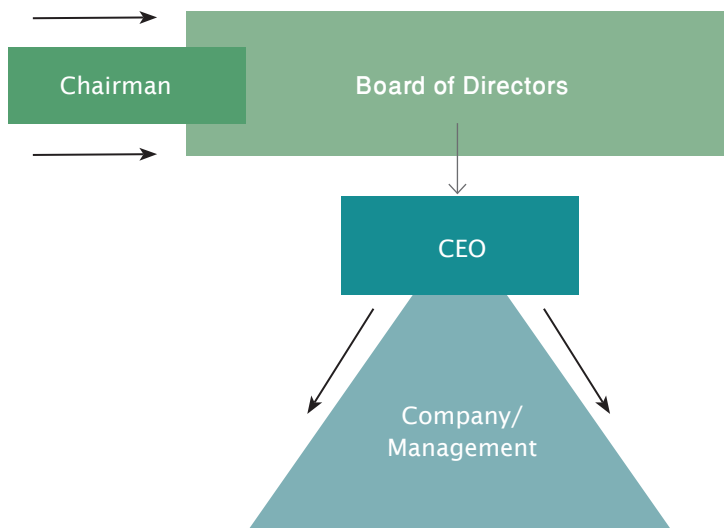 Chairman
Board of Directors
CEO
Company/
Management